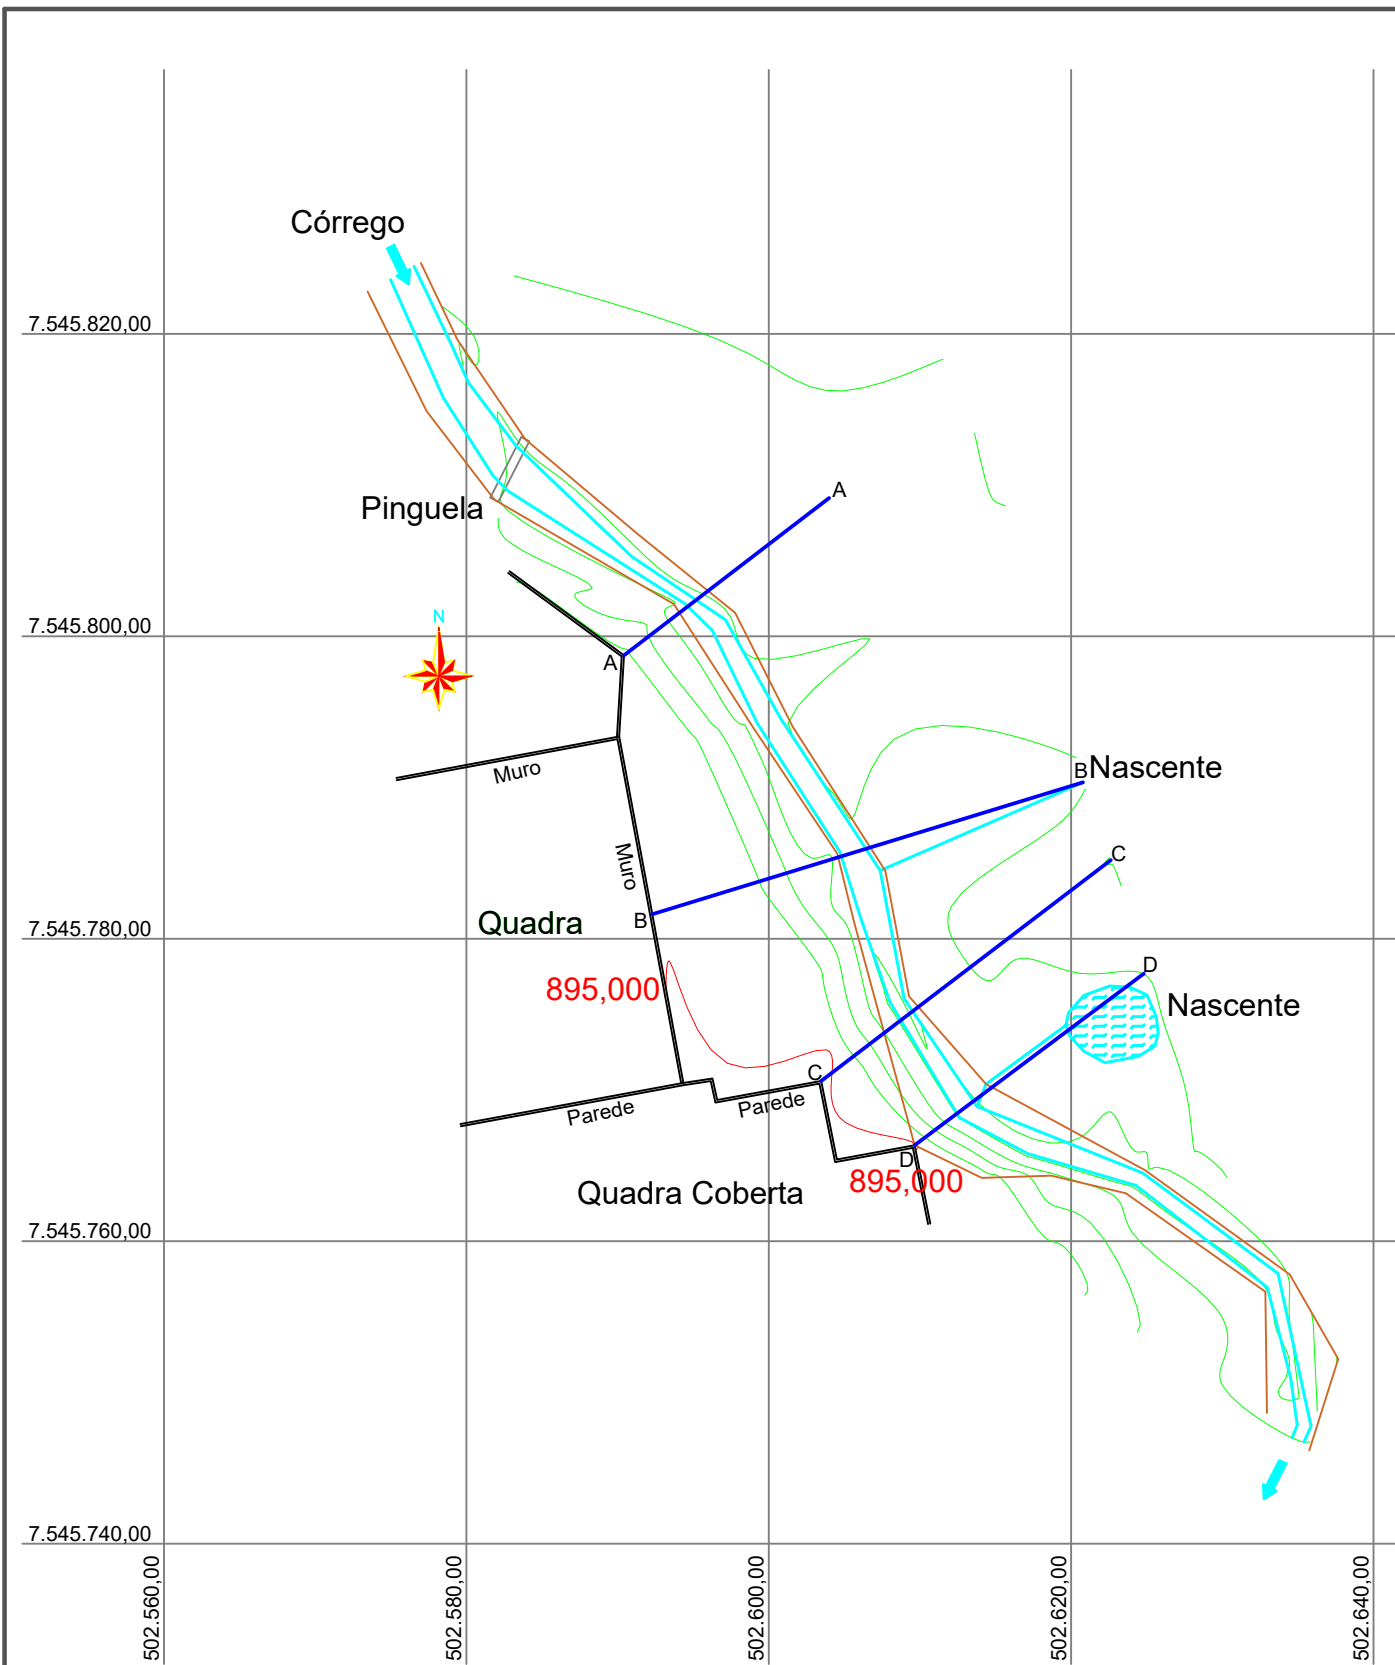 Córrego
7.545.820,00
A
Pinguela
N
7.545.800,00
A
Muro
B
Nascente
Muro
C
B
Quadra
7.545.780,00
D
895,000
Nascente
C
Parede
Parede
D
895,000
Quadra Coberta
7.545.760,00
7.545.740,00
502.560,00
502.580,00
502.600,00
502.620,00
502.640,00